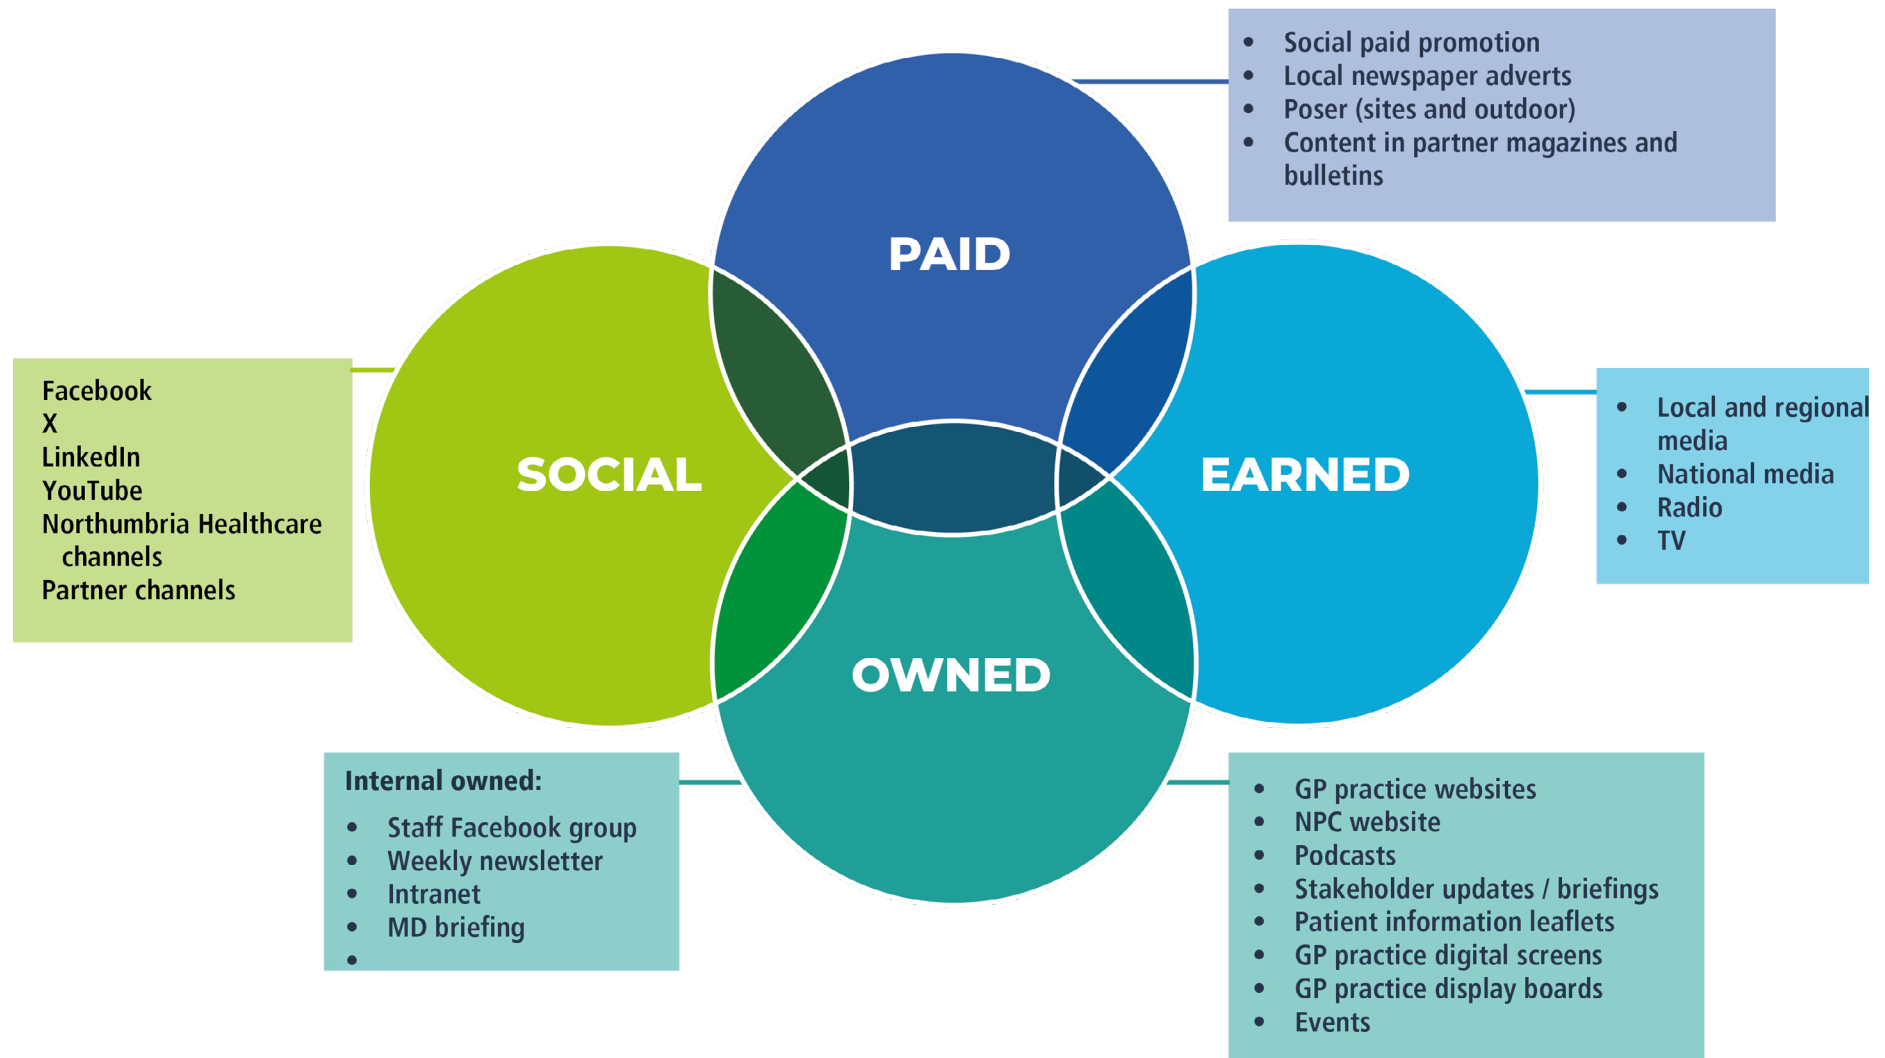 PAID
• Social paid promotion
• Local newspaper adverts
• Poser (sites and outdoor)
• Content in partner magazines and
bulletins
SOCIAL
Facebook
X
LinkedIn
YouTube
Northumbria Healthcare
channels
Partner channels
EARNED
• Local and regional
media
• National media
• Radio
• TV
OWNED
Internal owned:
• Staff Facebook group
• Weekly newsletter
• Intranet
• MD briefing
•
• GP practice websites
• NPC website
• Podcasts
• Stakeholder updates / briefings
• Patient information leaflets
• GP practice digital screens
• GP practice display boards
• Events